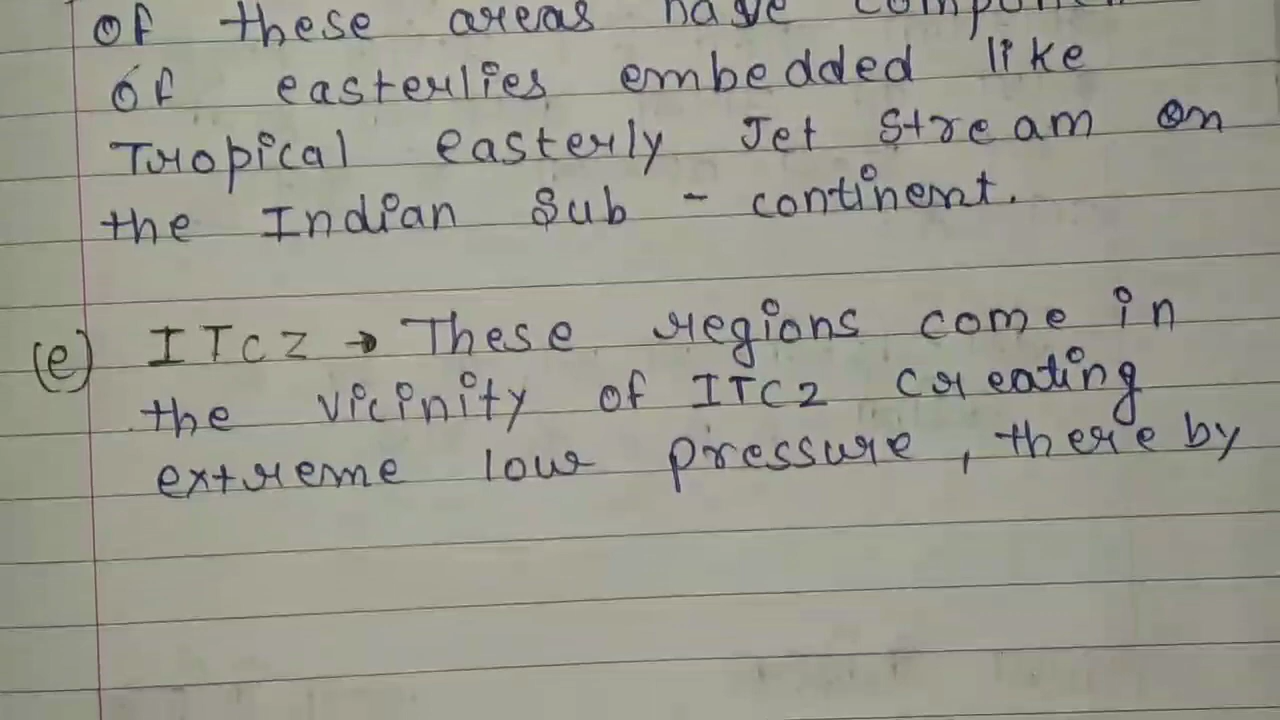 of these areas have
of easterlies embedded like
Tropical easterly Jet Stream on
the Indian Sub - continent.
(e) ITCZ → These regions come in
the vicinity of ITCZ creating
extreme low pressure, there by